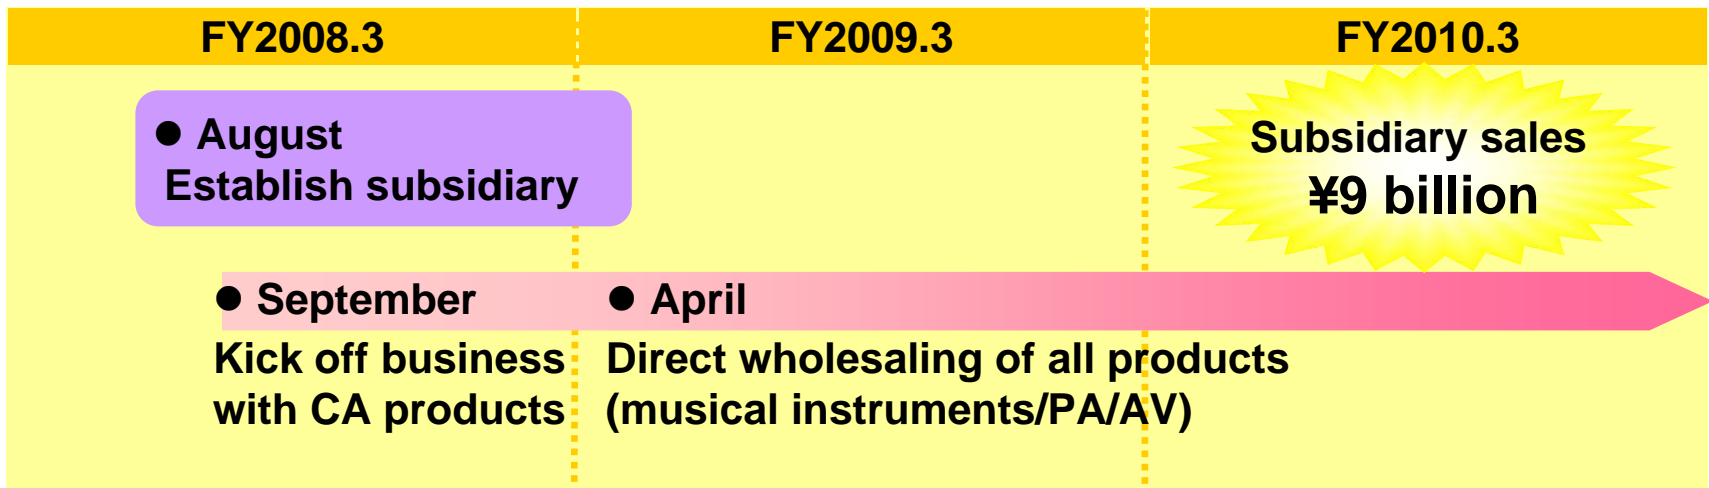 FY2008.3
FY2009.3
FY2010.3
● August
Establish subsidiary
Subsidiary sales
¥9 billion
● September
Kick off business
with CA products
● April
Direct wholesaling of all products
(musical instruments/PA/AV)